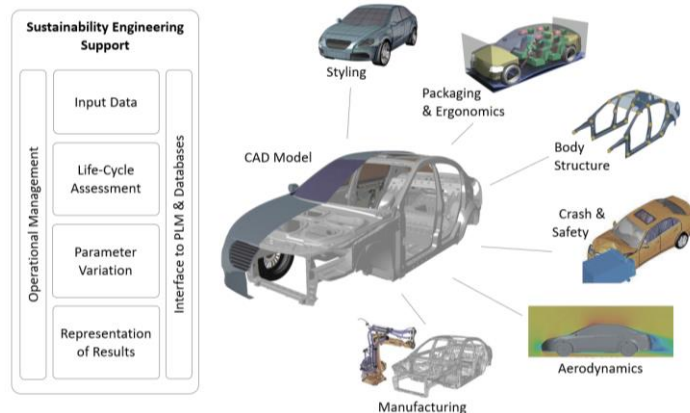 Sustainability Engineering
Support
Operational Management
Input Data
Life-Cycle
Assessment
Parameter
Variation
Representation
of Results
Interface to PLM & Databases
Styling
Packaging
& Ergonomics
CAD Model
Body
Structure
Crash &
Safety
Aerodynamics
Manufacturing